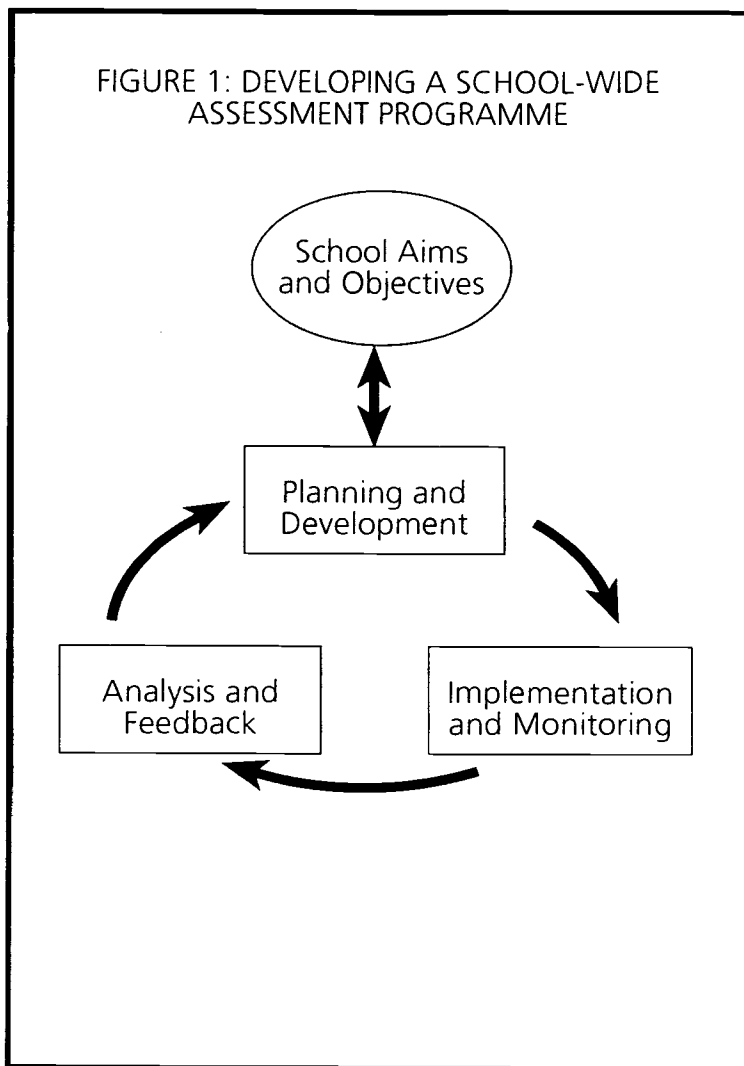 FIGURE 1: DEVELOPING A SCHOOL-WIDE
ASSESSMENT PROGRAMME
School Aims
and Objectives
Planning and
Development
Analysis and
Feedback
Implementation
and Monitoring